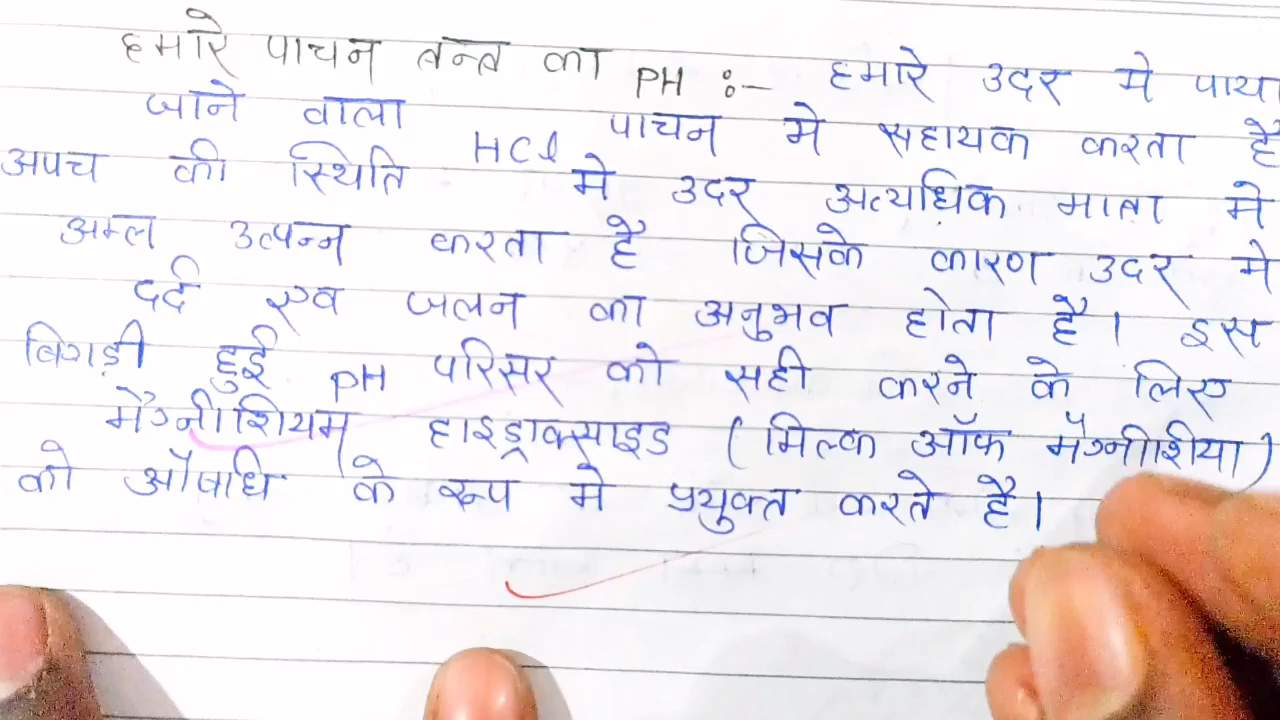 हमारे पाचन तन्त का PH :- हमारे उदर मे पाया
जाने वाला HCl पाचन मे सहायक करता है
अपच की स्थिति मे उदर अत्यधिक माता मे
अम्ल उत्पन्न करता है जिसके कारण उदर मे
दर्द एव जलन का अनुभव होता है। इस
बिगड़ी हुई PH परिसर को सही करने के लिए
मैग्नीशियम हाइड्राक्साइड (मिल्क ऑफ मैग्नीशिया)
को औषधि के रूप मे प्रयुक्त करते है।